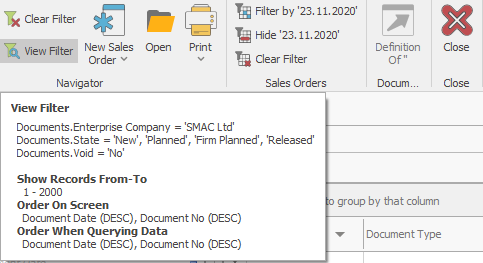 Clear Filter
View Filter
New Sales
Order
Open
Print
Navigator
Filter by '23.11.2020'
Hide '23.11.2020'
Clear Filter
Sales Orders
Definition
Of ''
Docum...
Close
Close
View Filter
Documents.Enterprise Company = 'SMAC Ltd'
Documents.State = 'New', 'Planned', 'Firm Planned', 'Released'
Documents.Void = 'No'
Show Records From-To
1 - 2000
Order On Screen
Document Date (DESC), Document No (DESC)
Order When Querying Data
Document Date (DESC), Document No (DESC)
to group by that column
Document Type